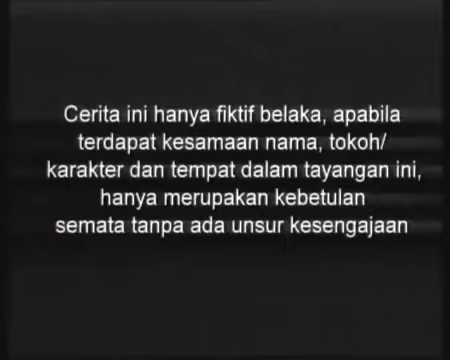 Cerita ini hanya fiktif belaka, apabila
terdapat kesamaan nama, tokoh/
karakter dan tempat dalam tayangan ini,
hanya merupakan kebetulan
semata tanpa ada unsur kesengajaan